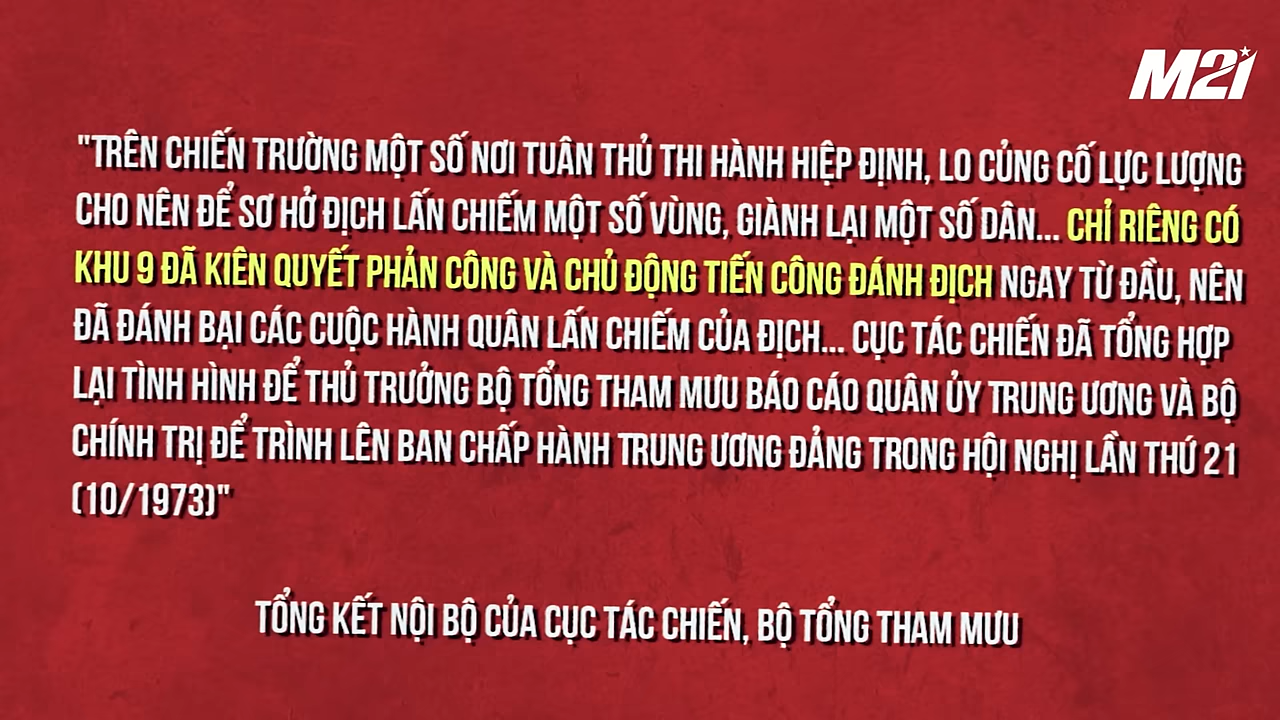 M21
"TRÊN CHIẾN TRƯỜNG MỘT SỐ NƠI TUÂN THỦ THI HÀNH HIỆP ĐỊNH, LO CỦNG CỐ LỰC LƯỢNG
CHO NÊN ĐỂ SƠ HỞ ĐỊCH LẤN CHIẾM MỘT SỐ VÙNG, GIÀNH LẠI MỘT SỐ DÂN... CHỈ RIÊNG CÓ
KHU 9 ĐÃ KIÊN QUYẾT PHẢN CÔNG VÀ CHỦ ĐỘNG TIẾN CÔNG ĐÁNH ĐỊCH NGAY TỪ ĐẦU, NÊN
ĐÃ ĐÁNH BẠI CÁC CUỘC HÀNH QUÂN LẤN CHIẾM CỦA ĐỊCH... CỤC TÁC CHIẾN ĐÃ TỔNG HỢP
LẠI TÌNH HÌNH ĐỂ THỦ TRƯỞNG BỘ TỔNG THAM MƯU BÁO CÁO QUÂN ỦY TRUNG ƯƠNG VÀ BỘ
CHÍNH TRỊ ĐỂ TRÌNH LÊN BAN CHẤP HÀNH TRUNG ƯƠNG ĐẢNG TRONG HỘI NGHỊ LẦN THỨ 21
(10/1973)"
TỔNG KẾT NỘI BỘ CỦA CỤC TÁC CHIẾN, BỘ TỔNG THAM MƯU